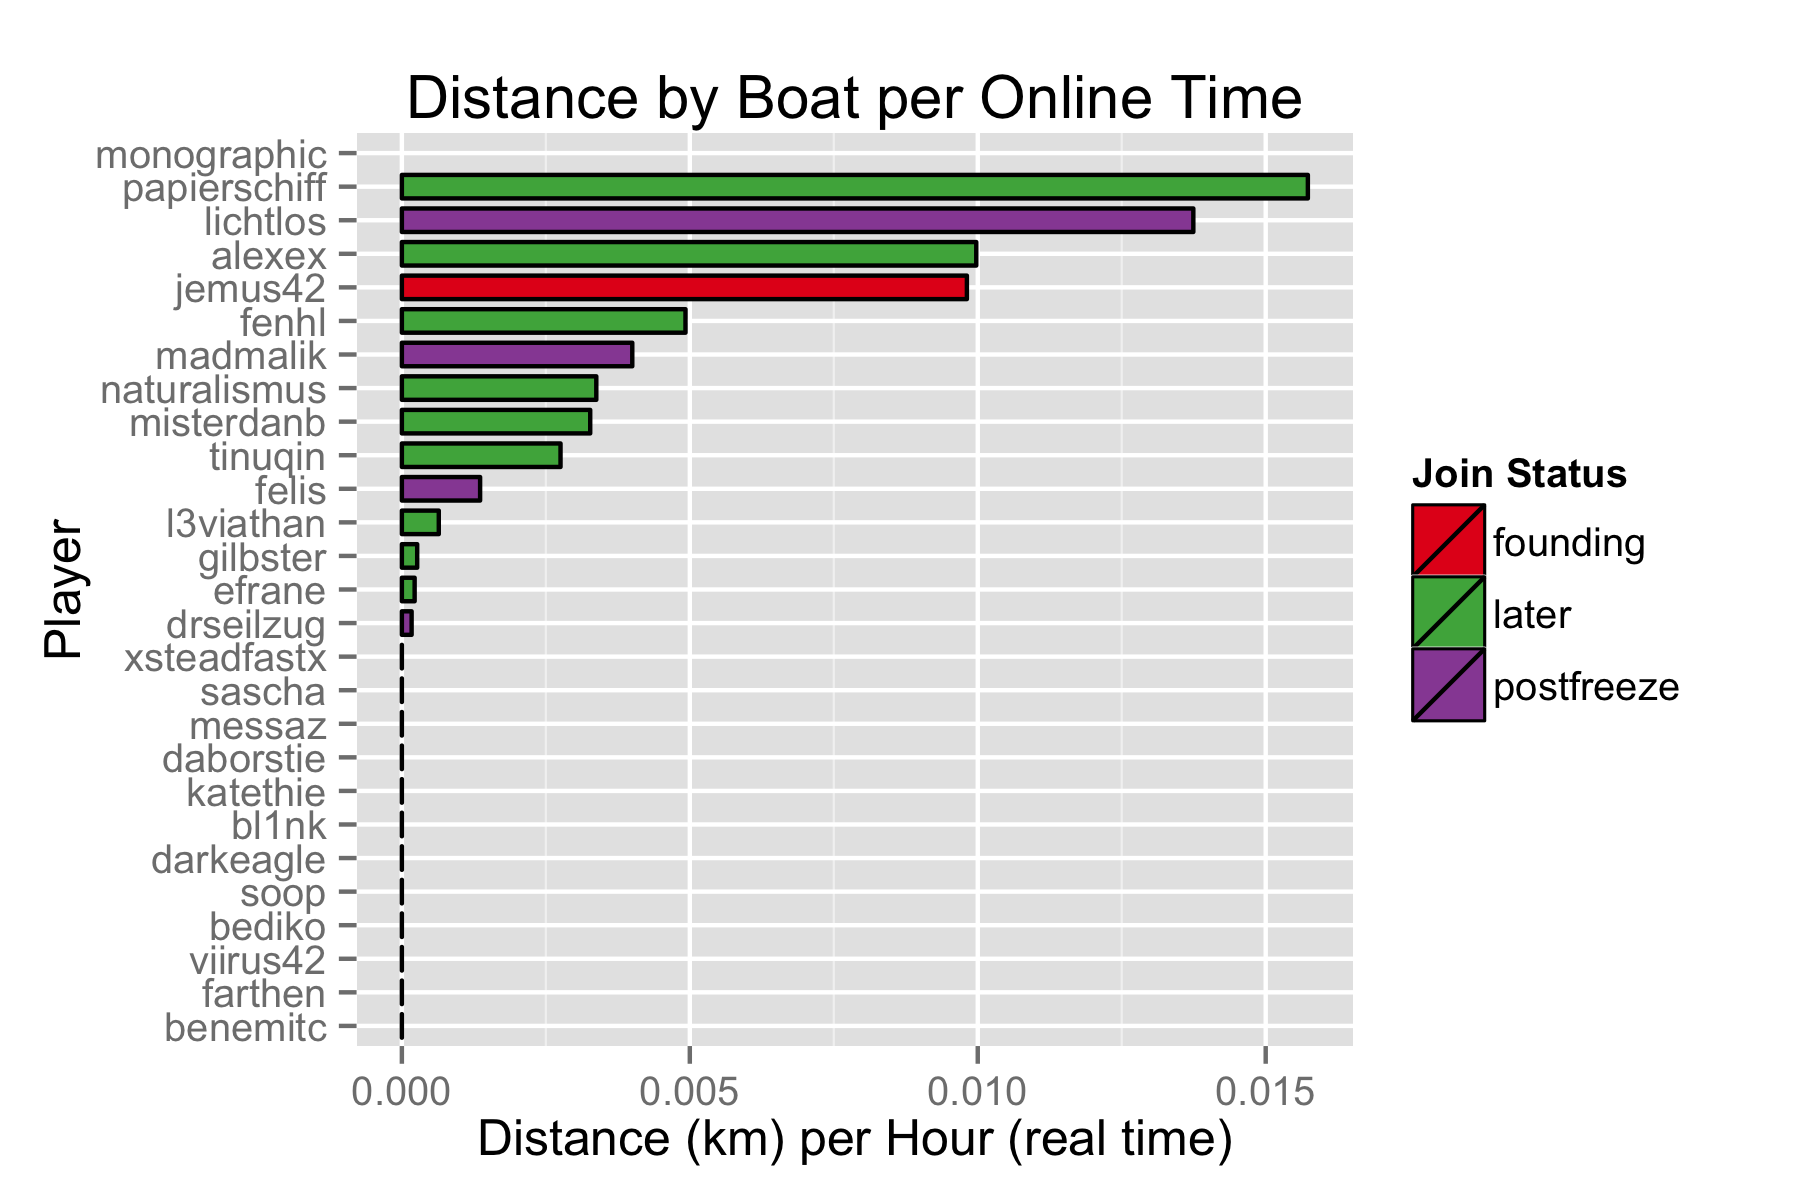 Distance by Boat per Online Time
Player
monographic
papierschiff
lichtlos
alexex
jemus42
fenhl
madmalik
naturalismus
misterdanb
tinuqin
felis
l3viathan
gilbster
efrane
drseilzug
xsteadfastx
sascha
messaz
daborstie
katethie
bl1nk
darkeagle
soop
bediko
viirus42
farthen
benemitc
0.000 0.005 0.010 0.015
Distance (km) per Hour (real time)
Join Status
founding
later
postfreeze